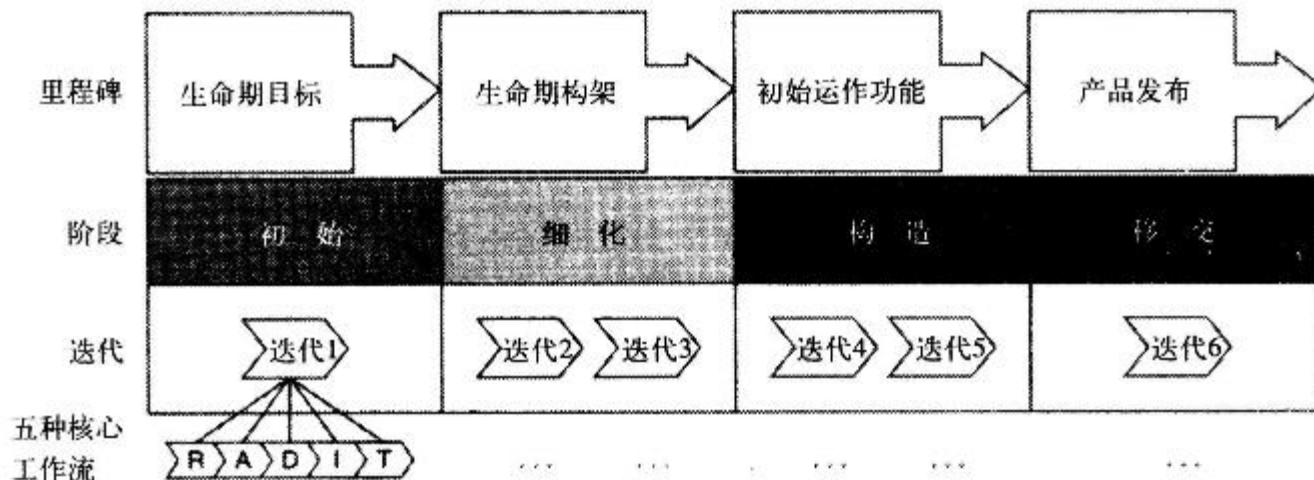 里程碑 生命期目标 生命期构架 初始运作功能 产品发布
阶段 初 始 细 化 构 造 移 交
迭代 迭代1 迭代2 迭代3 迭代4 迭代5 迭代6
五种核心
工作流 R A D I T ... ... ... ... ...